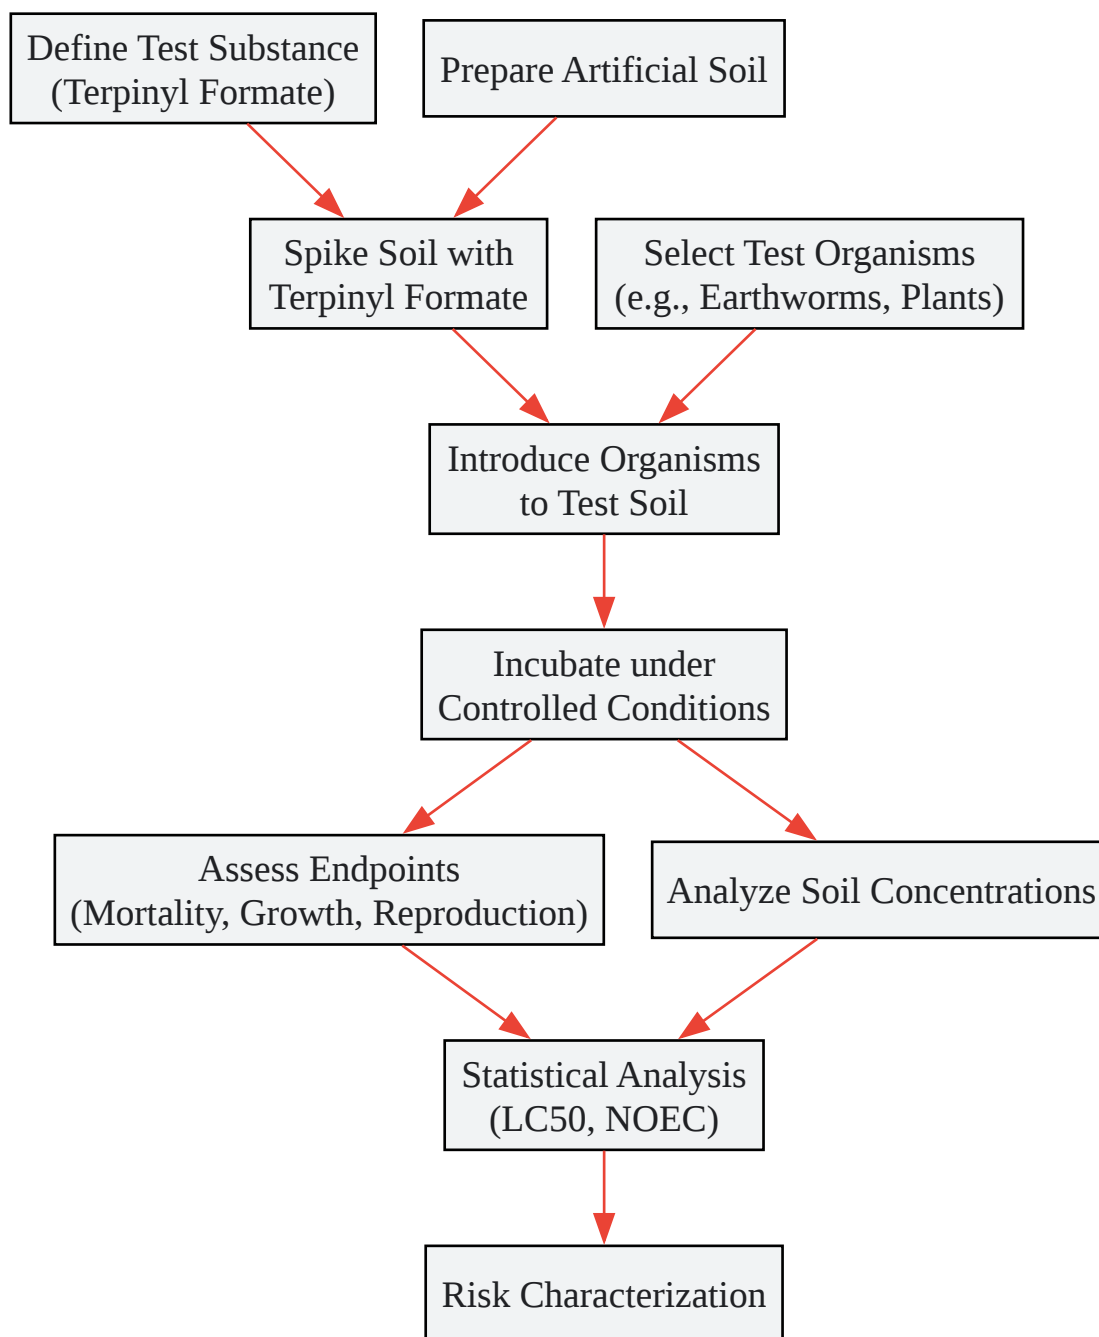 Define Test Substance
(Terpinyl Formate)
Prepare Artificial Soil
Spike Soil with
Terpinyl Formate
Select Test Organisms
(e.g., Earthworms, Plants)
Introduce Organisms
to Test Soil
Incubate under
Controlled Conditions
Assess Endpoints
(Mortality, Growth, Reproduction)
Analyze Soil Concentrations
Statistical Analysis
(LC50, NOEC)
Risk Characterization